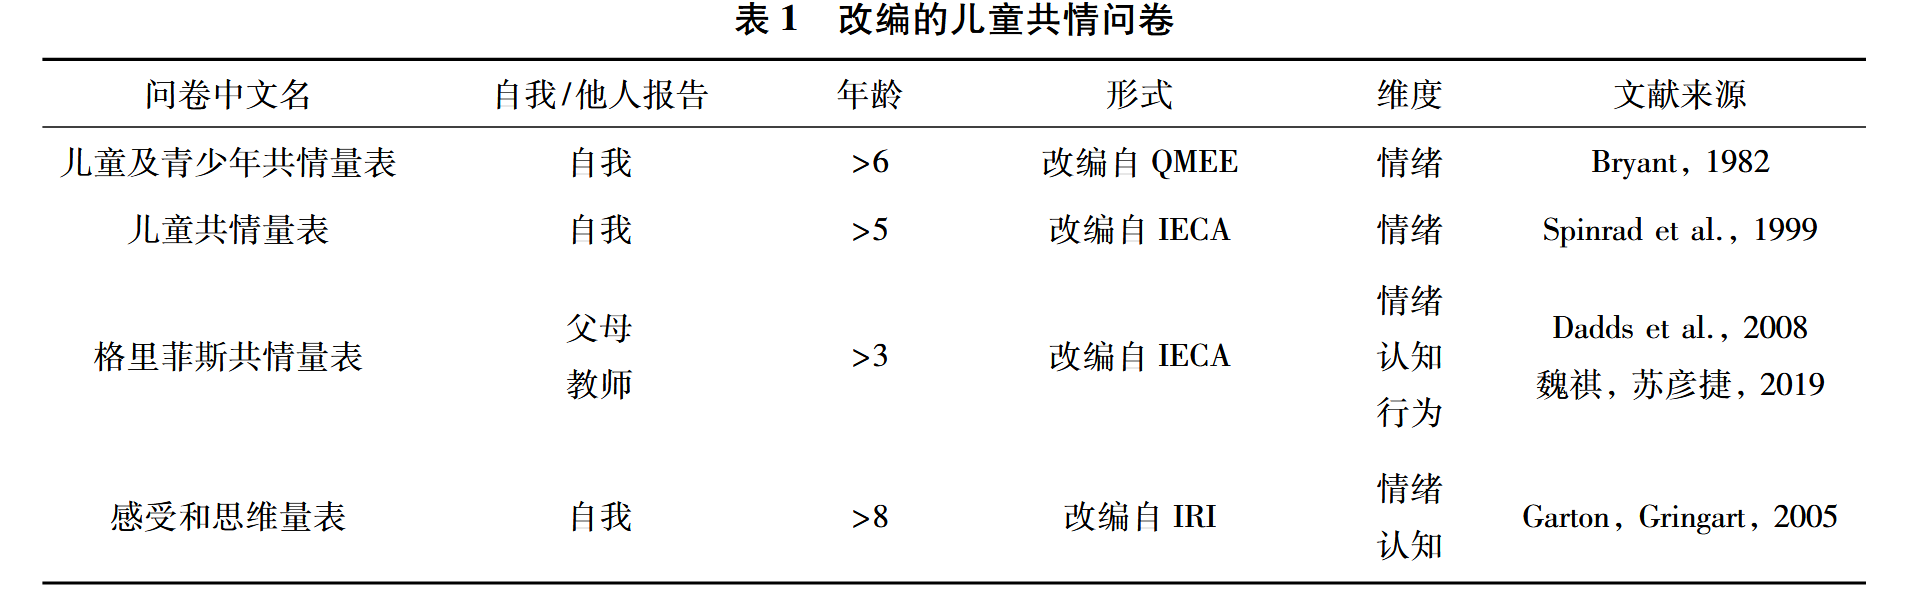 表 1 改编的儿童共情问卷
问卷中文名 自我/他人报告 年龄 形式 维度 文献来源
儿童及青少年共情量表 自我 >6 改编自 QMEE 情绪 Bryant, 1982
儿童共情量表 自我 >5 改编自 IECA 情绪 Spinrad et al., 1999
格里菲斯共情量表 父母 教师 >3 改编自 IECA 情绪 认知 行为 Dadds et al., 2008 魏祺, 苏彦捷, 2019
感受和思维量表 自我 >8 改编自 IRI 情绪 认知 Garton, Gringart, 2005